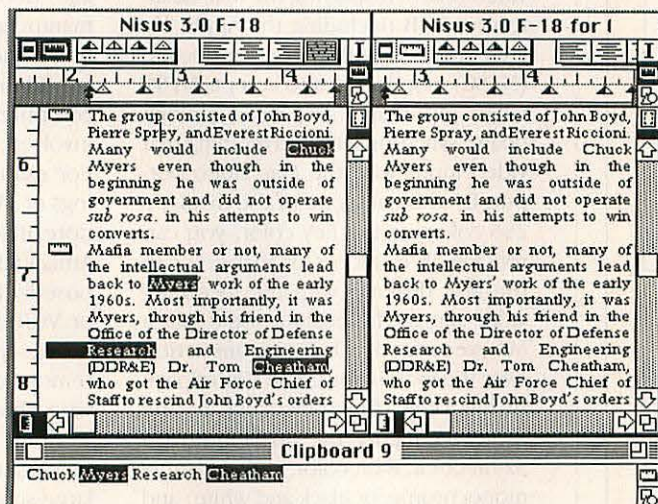 Nisus 3.0 F-18
2 3 4
The group consisted of John Boyd,
Pierre Sprey, and Everest Riccioni.
Many would include Chuck
Myers even though in the
beginning he was outside of
government and did not operate
sub rosa. in his attempts to win
converts.
Mafia member or not, many of
the intellectual arguments lead
back to Myers' work of the early
1960s. Most importantly, it was
Myers, through his friend in the
Office of the Director of Defense
Research and Engineering
(DDR&E) Dr. Tom Cheatham,
who got the Air Force Chief of
Staff to rescind John Boyd's orders
6
7
8
Nisus 3.0 F-18 for
3 4
The group consisted of John Boyd,
Pierre Spray, and Everest Riccioni.
Many would include Chuck
Myers even though in the
beginning he was outside of
government and did not operate
sub rosa. in his attempts to win
converts.
Mafia member or not, many of
the intellectual arguments lead
back to Myers' work of the early
1960s. Most importantly, it was
Myers, through his friend in the
Office of the Director of Defense
Research and Engineering
(DDR&E) Dr. Tom Cheatham,
who got the Air Force Chief of
Staff to rescind John Boyd's orders
Clipboard 9
Chuck Myers Research Cheatham